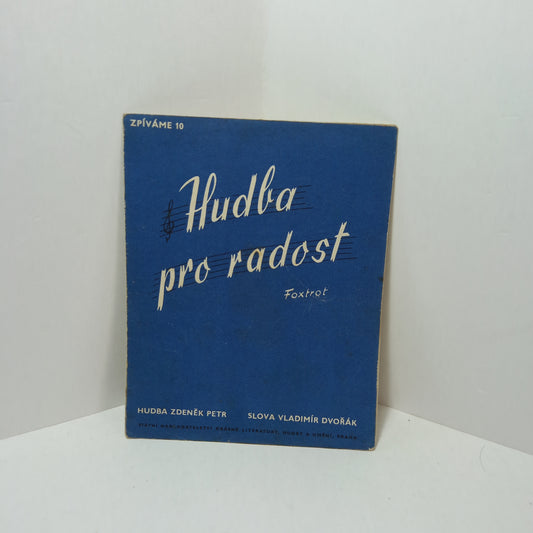 ZPÍVÁME 10
Hudba
pro radost
Foxtrot
HUDBA ZDENĚK PETR SLOVA VLADIMÍR DVOŘÁK
STÁTNÍ NAKLADATELSTVÍ KRÁSNÉ LITERATURY, HUDBY A UMĚNÍ, PRAHA